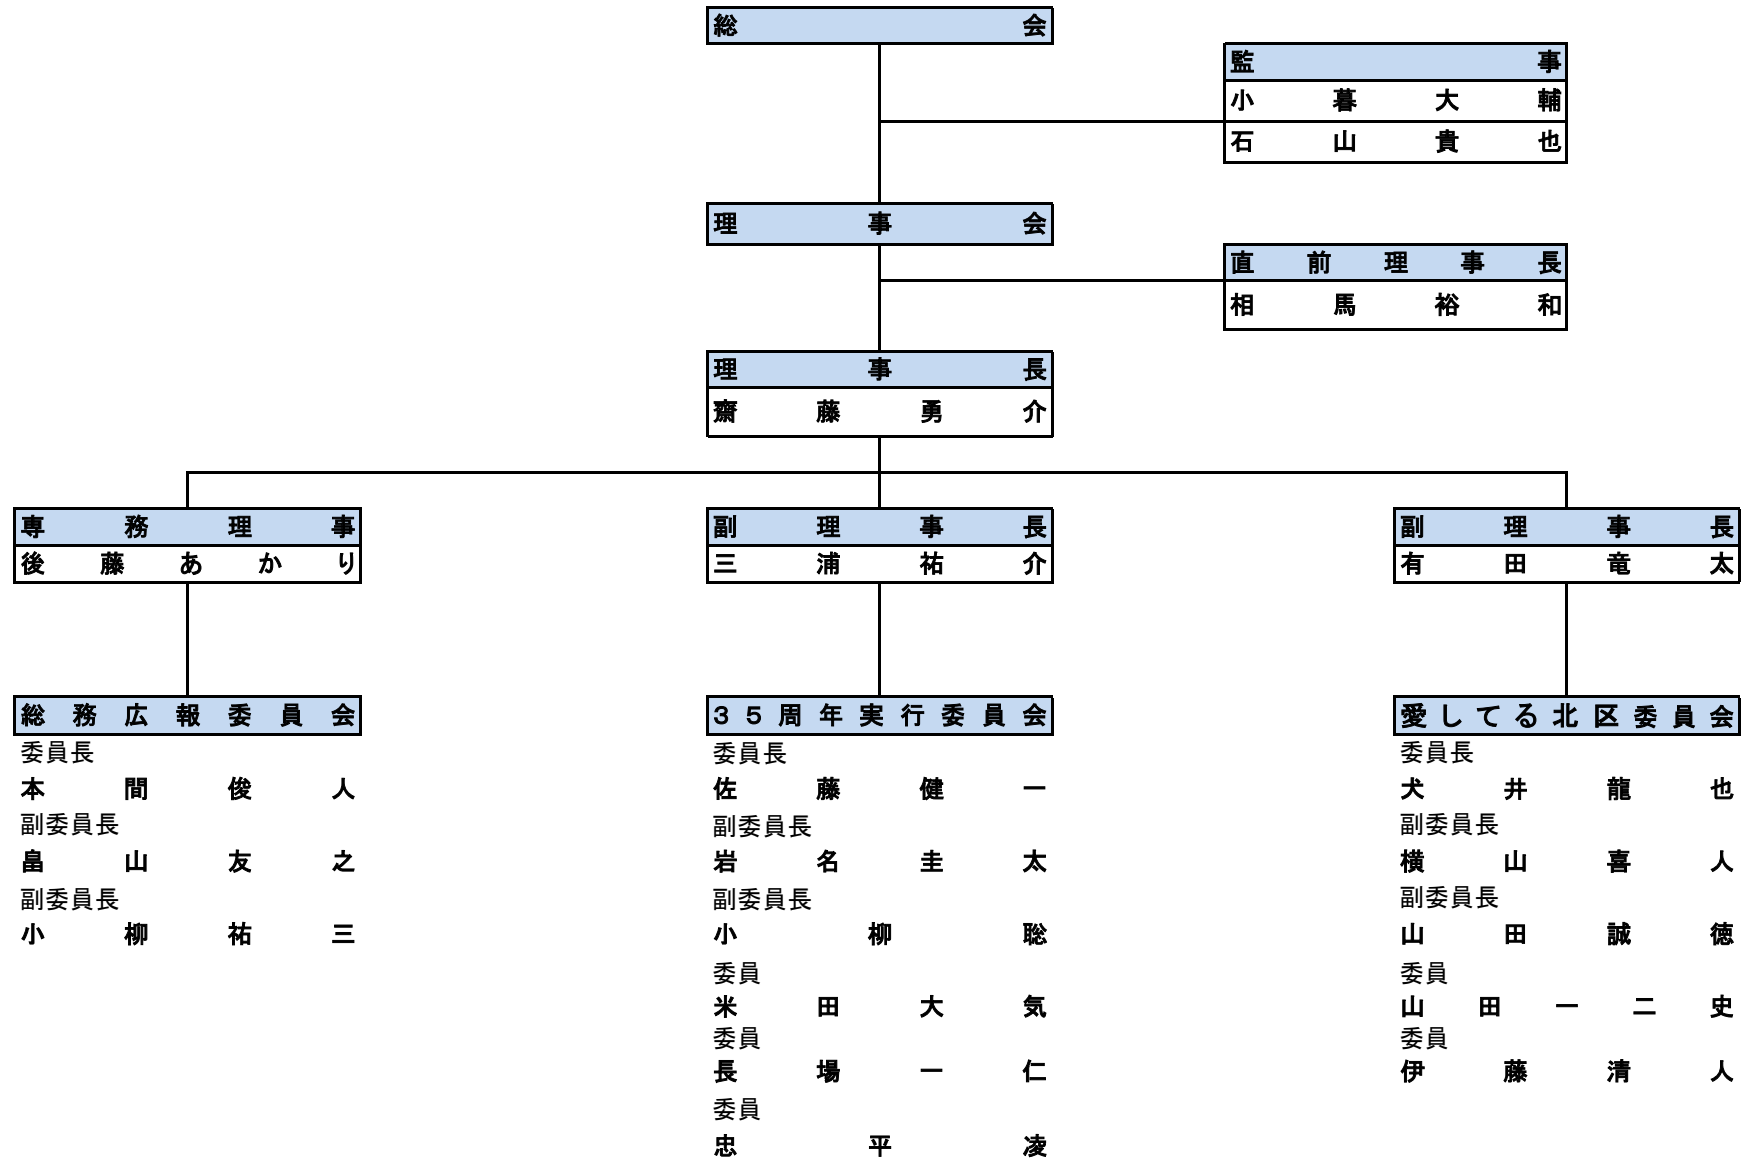 総会
監事
小暮大輔
石山貴也
理事会
直前理事長
相馬裕和
理事長
齋藤勇介
専務理事
後藤あかり
副理事長
三浦祐介
副理事長
有田竜太
総務広報委員会
委員長
本間俊人
副委員長
畠山友之
副委員長
小柳祐三
35周年実行委員会
委員長
佐藤健一
副委員長
岩名圭太
副委員長
小柳聡
委員
米田大気
委員
長場一仁
委員
忠平凌
愛してる北区委員会
委員長
犬井龍也
副委員長
横山喜人
副委員長
山田誠徳
委員
山田一二史
委員
伊藤清人